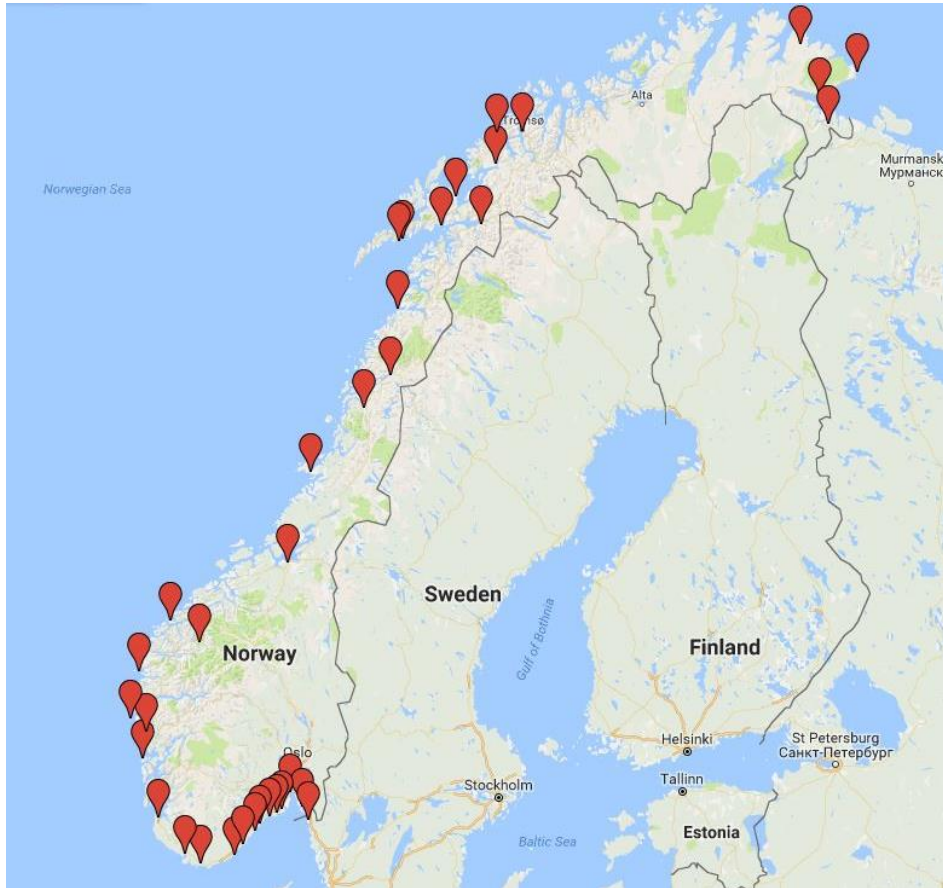 Alta
Tromsø
Murmansk
Мурманск
Norwegian Sea
Sweden
Gulf of Bothnia
Finland
Norway
Oslo
Helsinki
St Petersburg
Санкт-Петербург
Tallinn
Stockholm
Estonia
Baltic Sea